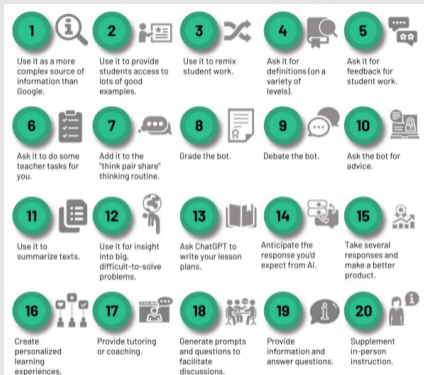 1
Use it as a more
complex source of
information than
Google.
2
Use it to provide
students access to
lots of good
examples.
3
Use it to remix
student work.
4
Ask it for
definitions (on a
variety of
levels).
5
Ask it for
feedback for
student work.
6
Ask it to do some
teacher tasks for
you.
7
Add it to the
"think pair share"
thinking routine.
8
Grade the bot.
9
Debate the bot.
10
Ask the bot for
advice.
11
Use it to
summarize texts.
12
Use it for insight
into big,
difficult-to-solve
problems.
13
Ask ChatGPT to
write your lesson
plans.
14
Anticipate the
response you'd
expect from AI.
15
Take several
responses and
make a better
product.
16
Create
personalized
learning
experiences.
17
Provide tutoring
or coaching.
18
Generate prompts
and questions to
facilitate
discussions.
19
Provide
information and
answer questions.
20
Supplement
in-person
instruction.